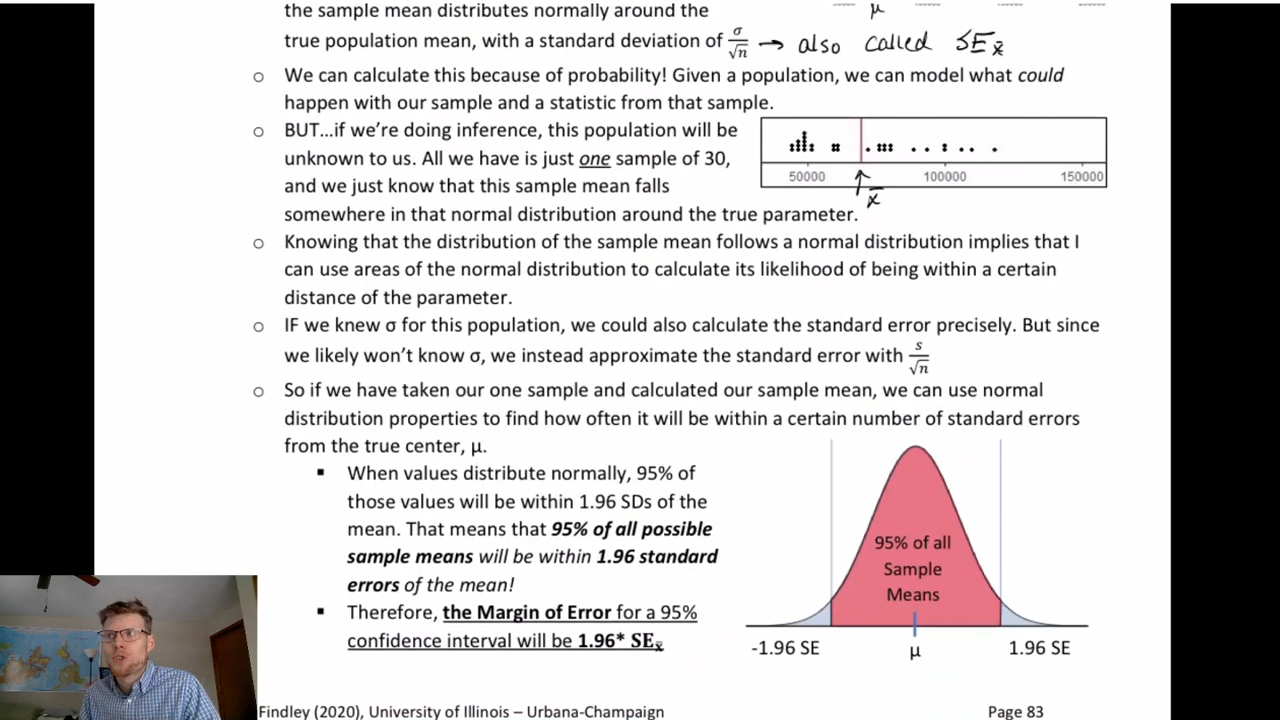 the sample mean distributes normally around the
μ
true population mean, with a standard deviation of σ/√n → also called SEx̄
○ We can calculate this because of probability! Given a population, we can model what could
happen with our sample and a statistic from that sample.
○ BUT…if we're doing inference, this population will be
unknown to us. All we have is just one sample of 30,
and we just know that this sample mean falls
somewhere in that normal distribution around the true parameter.
50000 100000 150000
x̄
○ Knowing that the distribution of the sample mean follows a normal distribution implies that I
can use areas of the normal distribution to calculate its likelihood of being within a certain
distance of the parameter.
○ IF we knew σ for this population, we could also calculate the standard error precisely. But since
we likely won't know σ, we instead approximate the standard error with s/√n
○ So if we have taken our one sample and calculated our sample mean, we can use normal
distribution properties to find how often it will be within a certain number of standard errors
from the true center, μ.
▪ When values distribute normally, 95% of
those values will be within 1.96 SDs of the
mean. That means that 95% of all possible
sample means will be within 1.96 standard
errors of the mean!
▪ Therefore, the Margin of Error for a 95%
confidence interval will be 1.96* SEx̄
95% of all
Sample
Means
-1.96 SE μ 1.96 SE
Findley (2020), University of Illinois – Urbana-Champaign Page 83